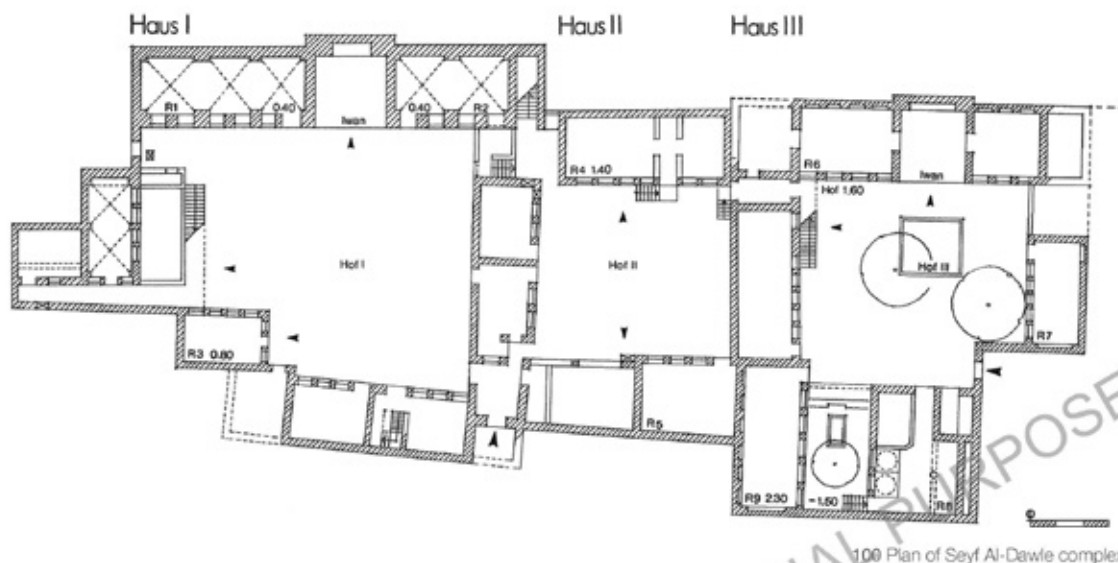 Haus I
Haus II
Haus III
R1
0.40
Iwan
0.40
R2
R4 1.40
R6
Hof 1.60
Iwan
Hof I
Hof II
Hof III
R3 0.80
R5
R7
R9 2.30
-1.50
R8
AL PURPOSE
100 Plan of Seyf Al-Dawle complex